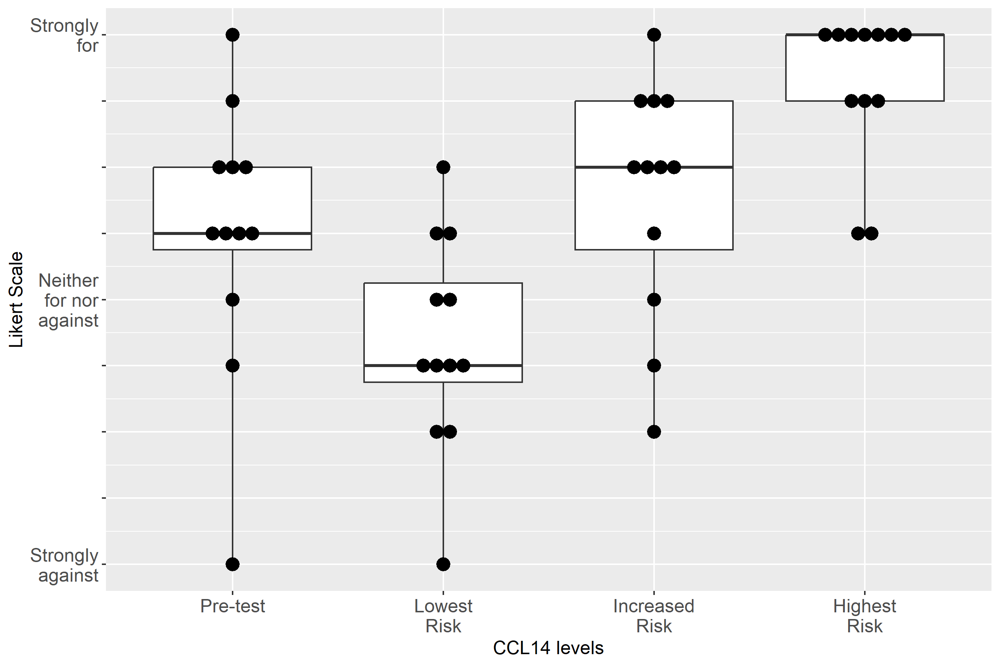 Strongly
for
Neither
for nor
against
Strongly
against
Likert Scale
Pre-test
Lowest
Risk
Increased
Risk
Highest
Risk
CCL14 levels